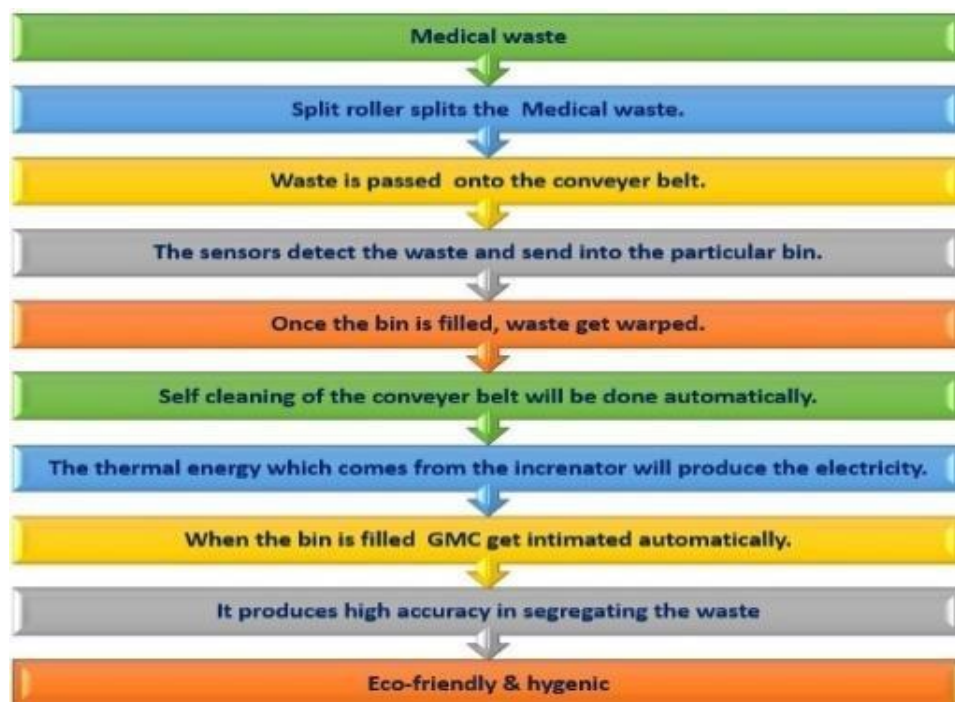 Medical waste
Split roller splits the Medical waste.
Waste is passed onto the conveyer belt.
The sensors detect the waste and send into the particular bin.
Once the bin is filled, waste get warped.
Self cleaning of the conveyer belt will be done automatically.
The thermal energy which comes from the increnator will produce the electricity.
When the bin is filled GMC get intimated automatically.
It produces high accuracy in segregating the waste
Eco-friendly & hygenic